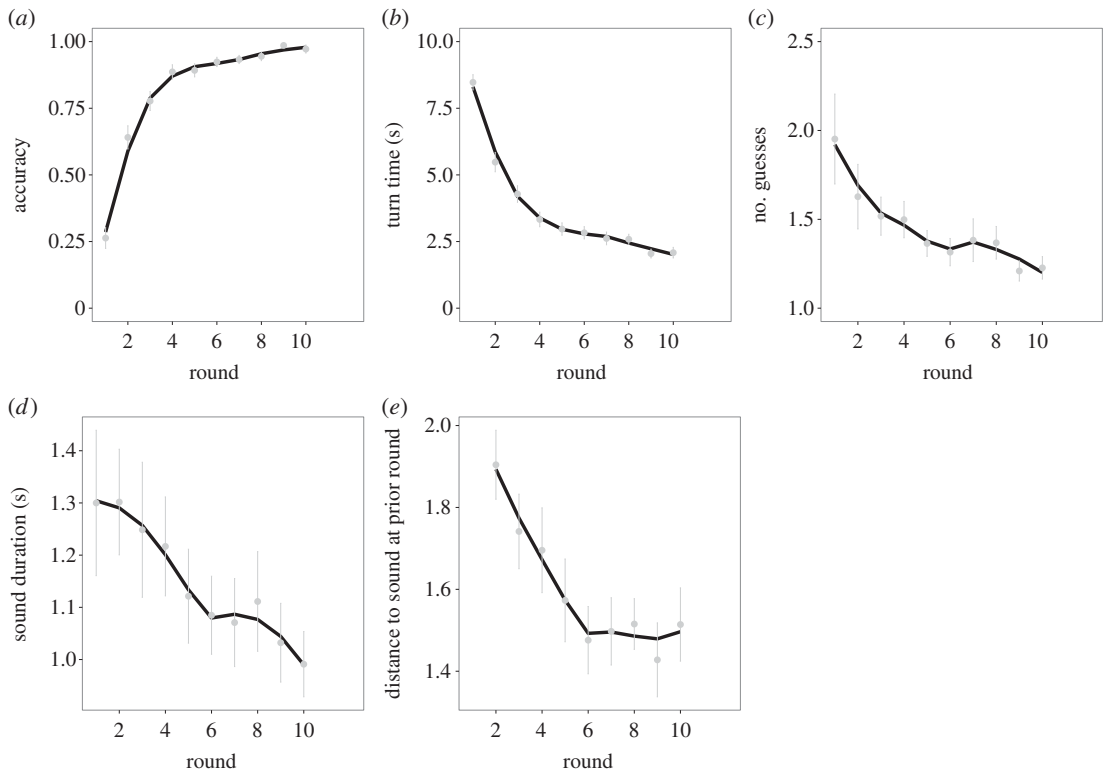 (a)
1.00
0.75
0.50
0.25
0
accuracy
2 4 6 8 10
round
(b)
10.0
7.5
5.0
2.5
0
turn time (s)
2 4 6 8 10
round
(c)
2.5
2.0
1.5
1.0
no. guesses
2 4 6 8 10
round
(d)
1.4
1.3
1.2
1.1
1.0
sound duration (s)
2 4 6 8 10
round
(e)
2.0
1.8
1.6
1.4
distance to sound at prior round
2 4 6 8 10
round